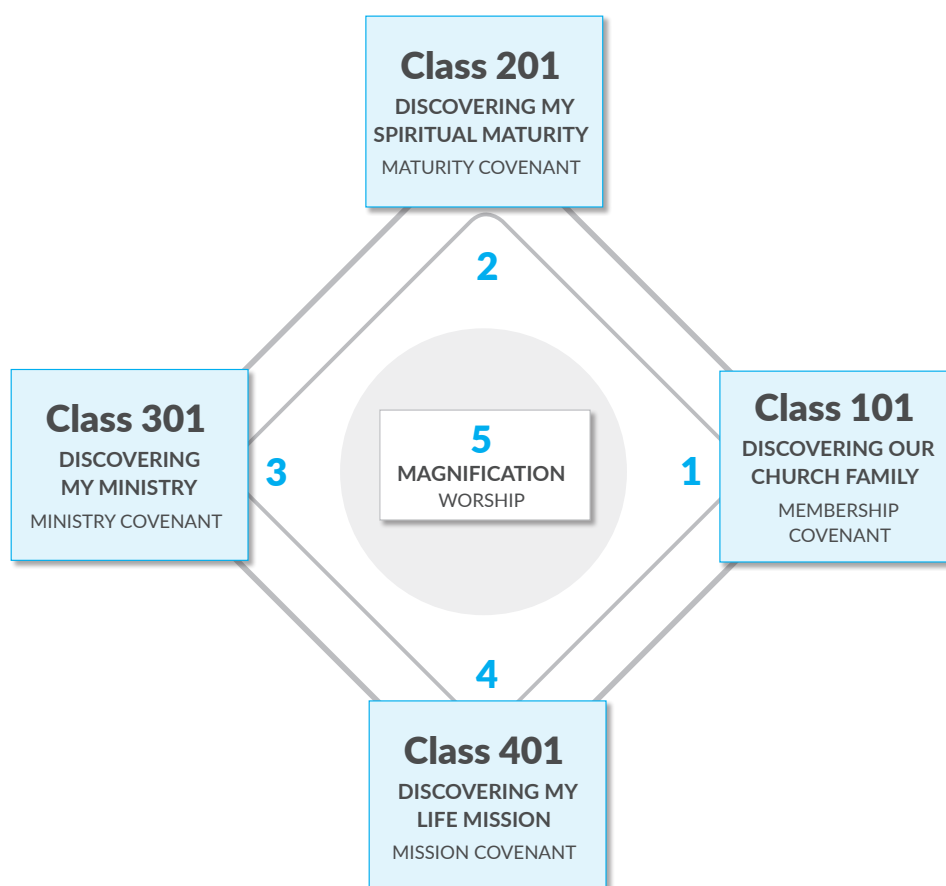 Class 201
DISCOVERING MY
SPIRITUAL MATURITY
MATURITY COVENANT
2
Class 301
DISCOVERING
MY MINISTRY
MINISTRY COVENANT
3
5
MAGNIFICATION
WORSHIP
1
Class 101
DISCOVERING OUR
CHURCH FAMILY
MEMBERSHIP
COVENANT
4
Class 401
DISCOVERING MY
LIFE MISSION
MISSION COVENANT